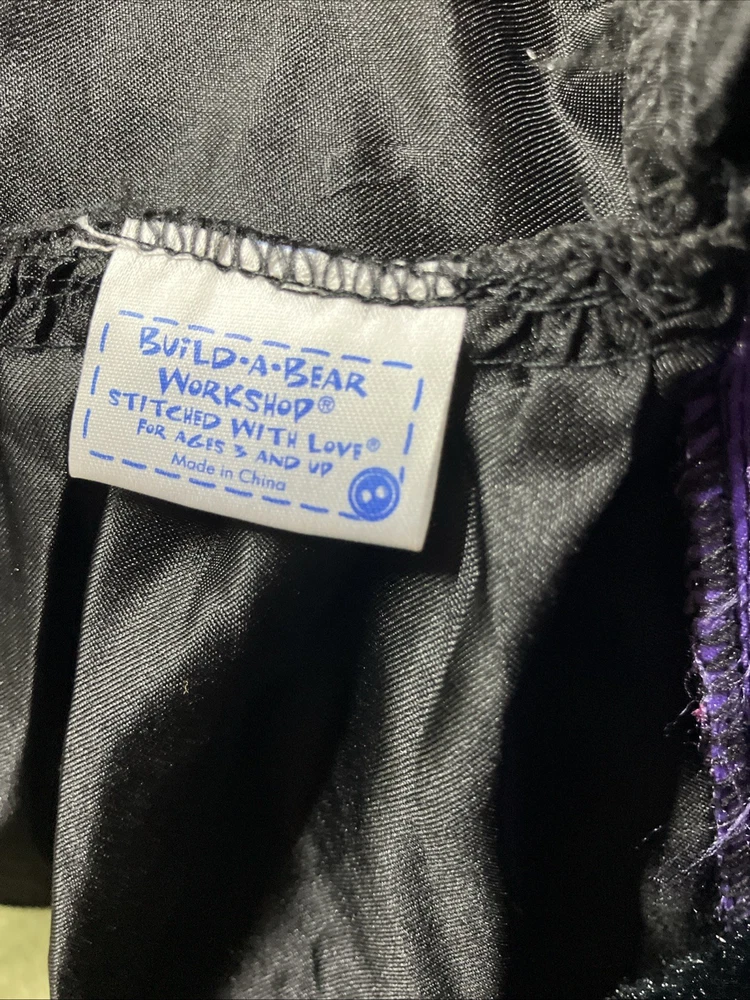 BUiLD•A•BEAR
WORKSHOP®
STITCHED WITH LOVE®
FOR AGES 3 AND UP
Made in China